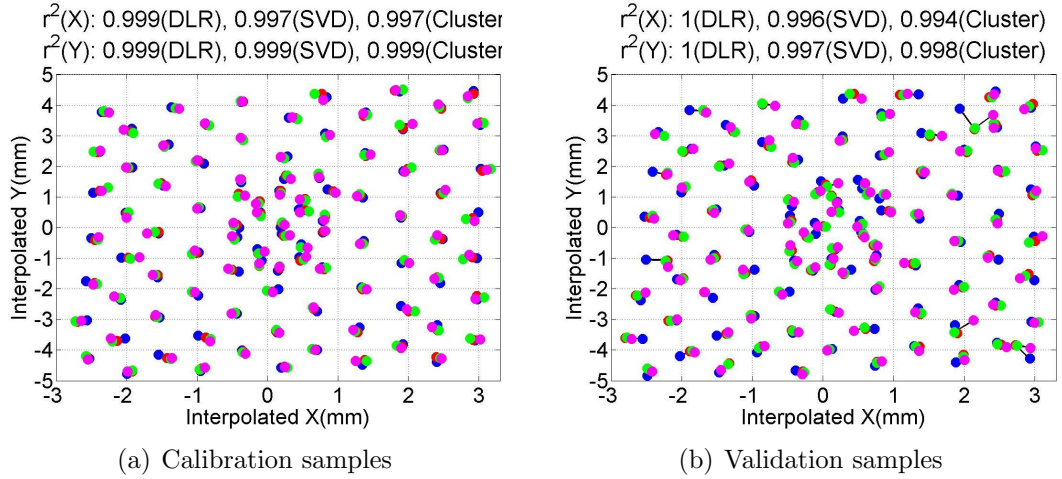 r²(X): 0.999(DLR), 0.997(SVD), 0.997(Cluster
r²(Y): 0.999(DLR), 0.999(SVD), 0.999(Cluster
5
4
3
2
1
0
-1
-2
-3
-4
-5
Interpolated Y(mm)
-3 -2 -1 0 1 2 3
Interpolated X(mm)
(a) Calibration samples
r²(X): 1(DLR), 0.996(SVD), 0.994(Cluster)
r²(Y): 1(DLR), 0.997(SVD), 0.998(Cluster)
5
4
3
2
1
0
-1
-2
-3
-4
-5
Interpolated Y(mm)
-3 -2 -1 0 1 2 3
Interpolated X(mm)
(b) Validation samples